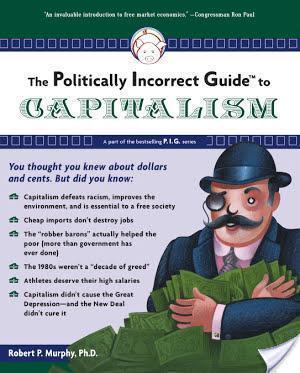 "An invaluable introduction to free market economics." —Congressman Ron Paul
The Politically Incorrect Guide™ to
CAPITALISM
A part of the bestselling P.I.G. series
You thought you knew about dollars
and cents. But did you know:
Capitalism defeats racism, improves the
environment, and is essential to a free society
Cheap imports don't destroy jobs
The "robber barons" actually helped the
poor (more than government has
ever done)
The 1980s weren't a "decade of greed"
Athletes deserve their high salaries
Capitalism didn't cause the Great
Depression—and the New Deal
didn't cure it
Robert P. Murphy, Ph.D.